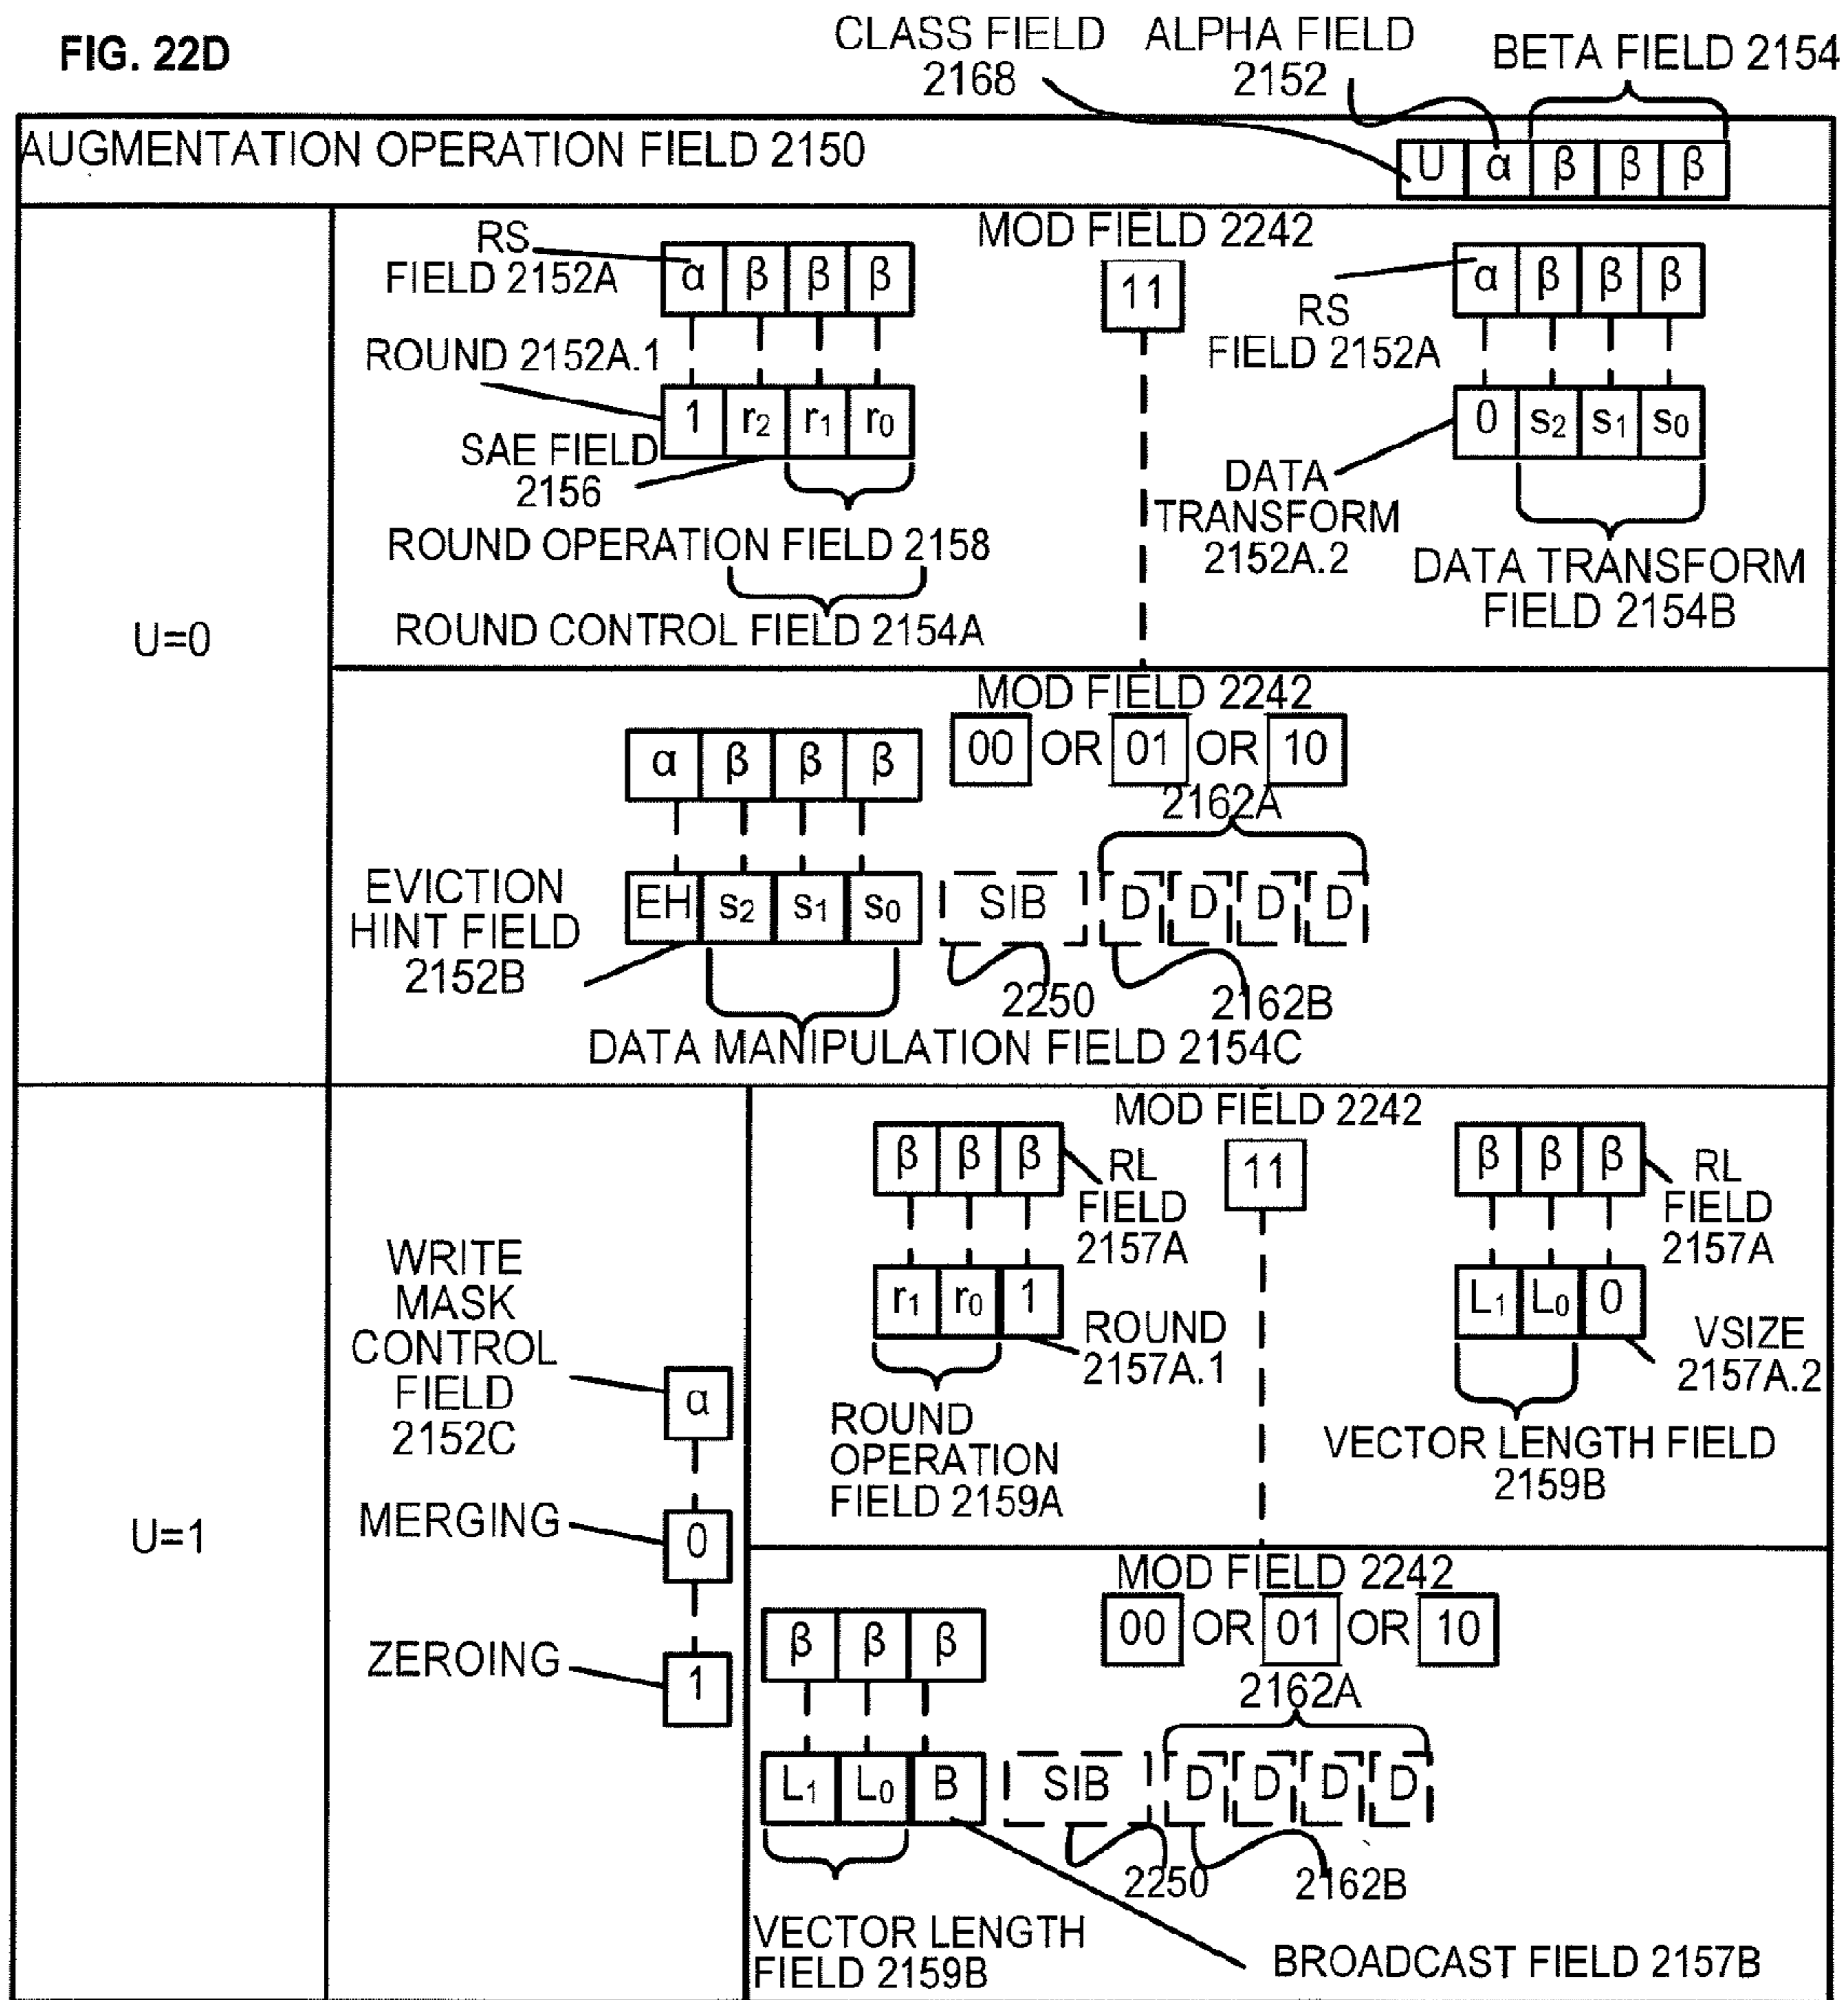 FIG. 22D
CLASS FIELD
2168
ALPHA FIELD
2152
BETA FIELD 2154
AUGMENTATION OPERATION FIELD 2150
U α β β β
U=0
MOD FIELD 2242
11
RS
FIELD 2152A
α β β β
ROUND 2152A.1
1 r2 r1 r0
SAE FIELD
2156
ROUND OPERATION FIELD 2158
ROUND CONTROL FIELD 2154A
α β β β
RS
FIELD 2152A
0 s2 s1 s0
DATA
TRANSFORM
2152A.2
DATA TRANSFORM
FIELD 2154B
MOD FIELD 2242
00 OR 01 OR 10
α β β β
2162A
EVICTION
HINT FIELD
2152B
EH s2 s1 s0 SIB D D D D
2250
2162B
DATA MANIPULATION FIELD 2154C
U=1
WRITE
MASK
CONTROL
FIELD
2152C
α
MERGING
0
ZEROING
1
MOD FIELD 2242
11
β β β
RL
FIELD
2157A
r1 r0 1
ROUND
2157A.1
ROUND
OPERATION
FIELD 2159A
β β β
RL
FIELD
2157A
L1 L0 0
VSIZE
2157A.2
VECTOR LENGTH FIELD
2159B
MOD FIELD 2242
00 OR 01 OR 10
β β β
2162A
L1 L0 B SIB D D D D
2250
2162B
VECTOR LENGTH
FIELD 2159B
BROADCAST FIELD 2157B